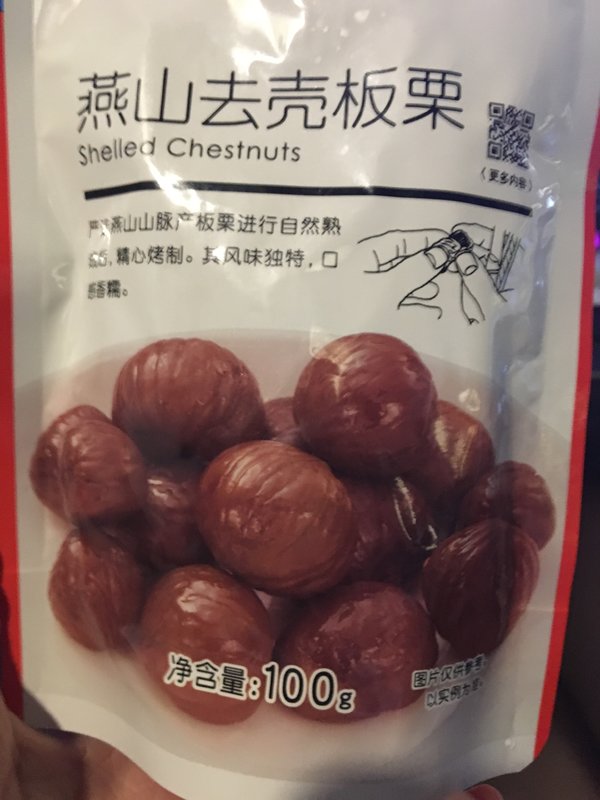 燕山去壳板栗
Shelled Chestnuts
(更多内容)
燕山山脉产板栗进行自然熟
,精心烤制。其风味独特,口
感香糯。
净含量:100g
图片仅供参考
以实例为